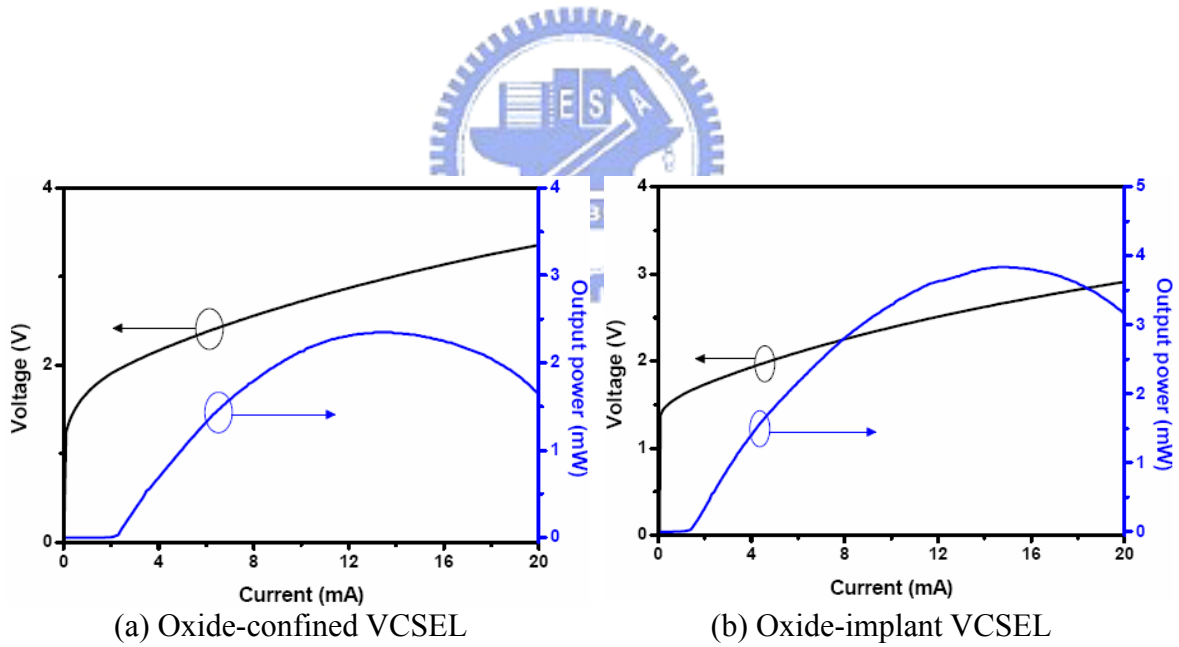 E S A
4
2
0
Voltage (V)
0 4 8 12 16 20
Current (mA)
4
3
2
1
0
Output power (mW)
(a) Oxide-confined VCSEL
4
3
2
1
0
Voltage (V)
0 4 8 12 16 20
Current (mA)
5
4
3
2
1
0
Output power (mW)
(b) Oxide-implant VCSEL